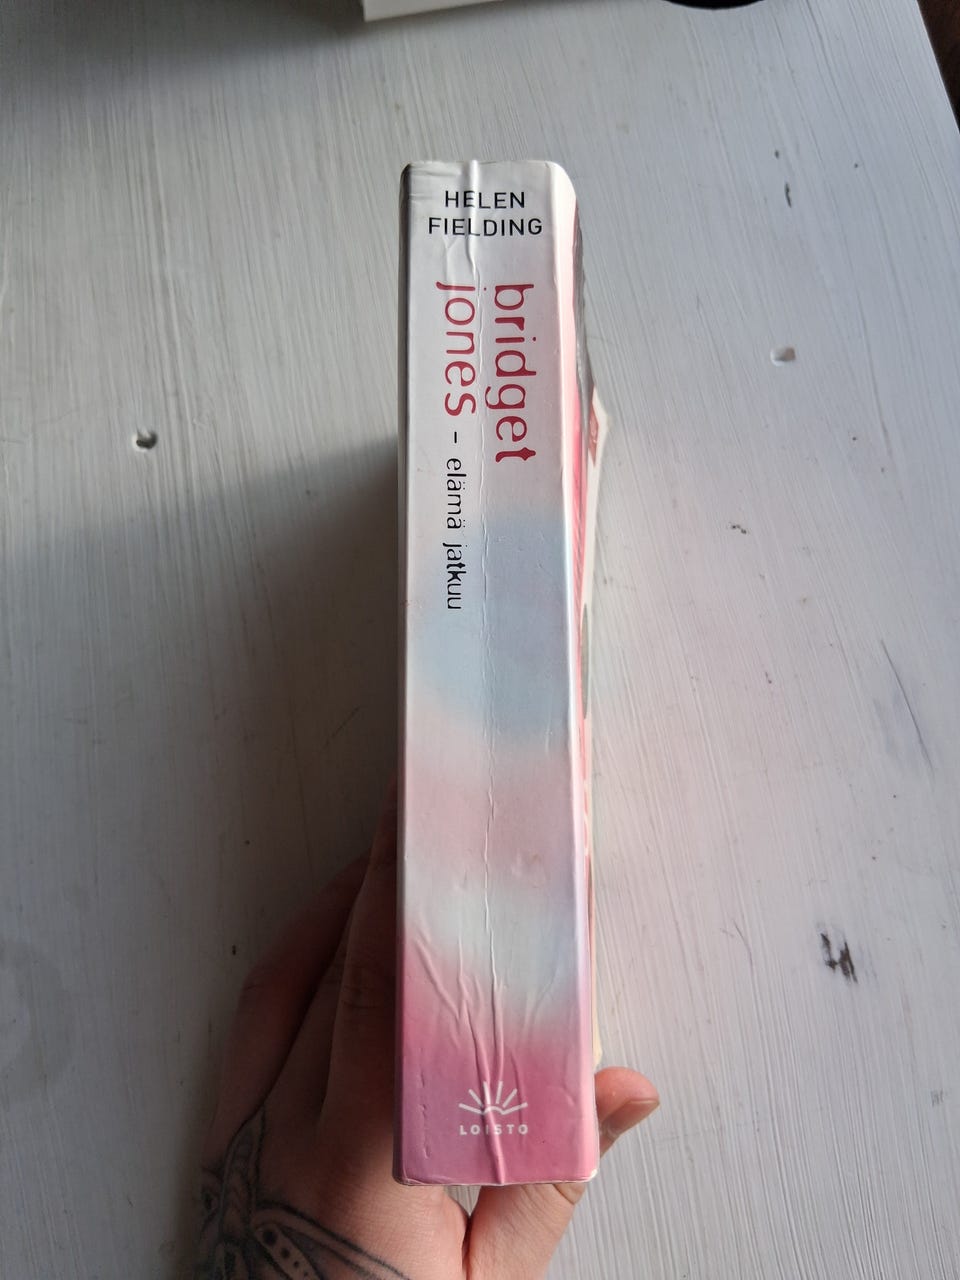 HELEN
FIELDING
bridget
jones - elämä jatkuu
LOISTO